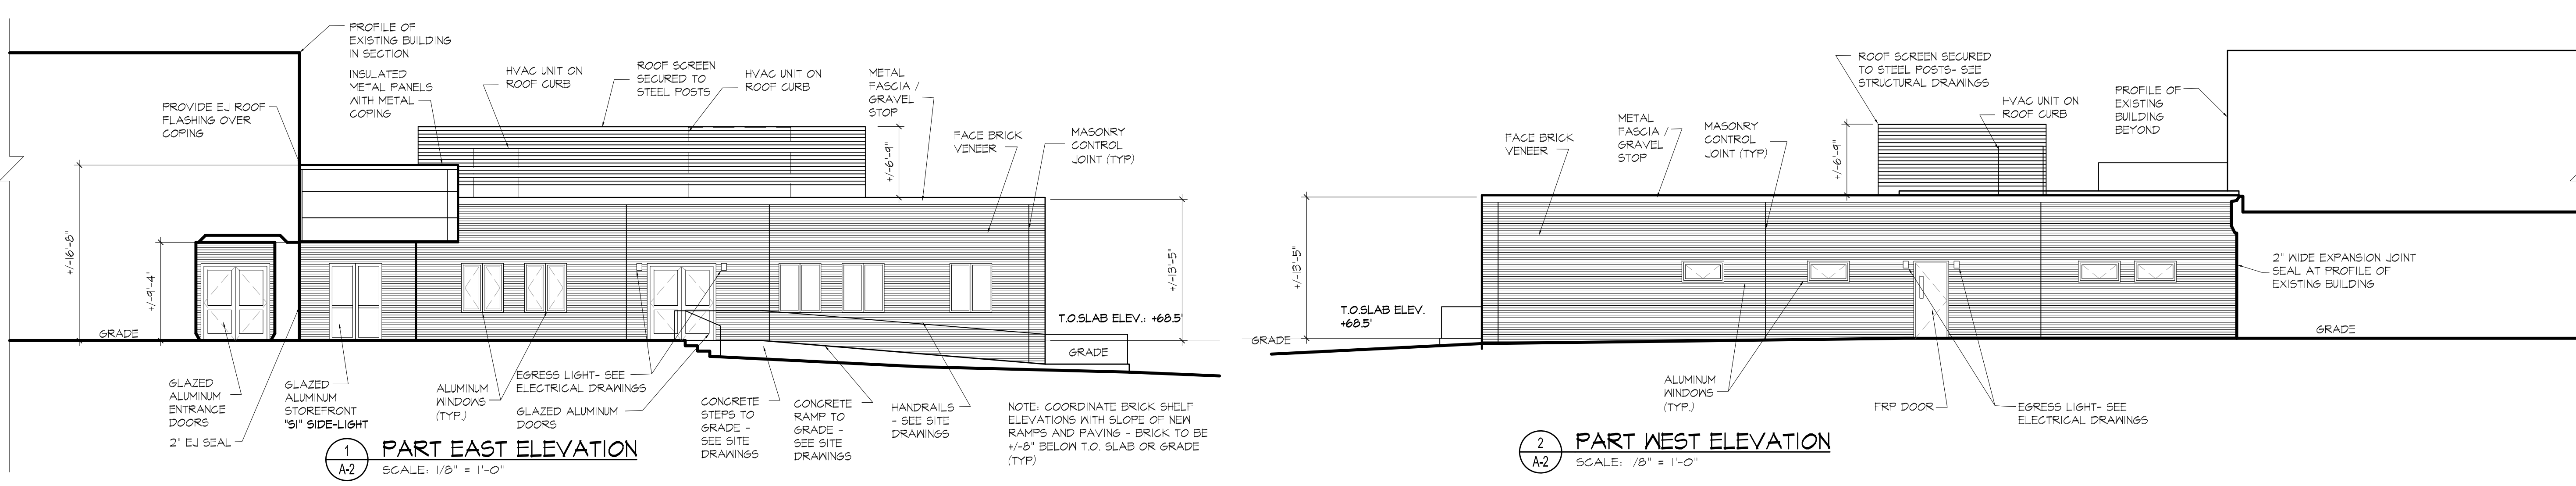 PROFILE OF
EXISTING BUILDING
IN SECTION
INSULATED
METAL PANELS
WITH METAL
COPING
PROVIDE EJ ROOF
FLASHING OVER
COPING
HVAC UNIT ON
ROOF CURB
ROOF SCREEN
SECURED TO
STEEL POSTS
HVAC UNIT ON
ROOF CURB
METAL
FASCIA /
GRAVEL
STOP
FACE BRICK
VENEER
MASONRY
CONTROL
JOINT (TYP)
+/-6'-9"
+/-16'-8"
+/-9'-4"
+/-13'-5"
T.O.SLAB ELEV.: +68.5'
GRADE
GRADE
GLAZED
ALUMINUM
ENTRANCE
DOORS
2" EJ SEAL
GLAZED
ALUMINUM
STOREFRONT
"S1" SIDE-LIGHT
ALUMINUM
WINDOWS
(TYP.)
EGRESS LIGHT- SEE
ELECTRICAL DRAWINGS
GLAZED ALUMINUM
DOORS
CONCRETE
STEPS TO
GRADE -
SEE SITE
DRAWINGS
CONCRETE
RAMP TO
GRADE -
SEE SITE
DRAWINGS
HANDRAILS
- SEE SITE
DRAWINGS
NOTE: COORDINATE BRICK SHELF
ELEVATIONS WITH SLOPE OF NEW
RAMPS AND PAVING - BRICK TO BE
+/-8" BELOW T.O. SLAB OR GRADE
(TYP)
1
A-2
PART EAST ELEVATION
SCALE: 1/8" = 1'-0"
ROOF SCREEN SECURED
TO STEEL POSTS- SEE
STRUCTURAL DRAWINGS
HVAC UNIT ON
ROOF CURB
PROFILE OF
EXISTING
BUILDING
BEYOND
FACE BRICK
VENEER
METAL
FASCIA /
GRAVEL
STOP
MASONRY
CONTROL
JOINT (TYP)
+/-6'-9"
+/-13'-5"
T.O.SLAB ELEV.
+68.5'
GRADE
2" WIDE EXPANSION JOINT
SEAL AT PROFILE OF
EXISTING BUILDING
GRADE
ALUMINUM
WINDOWS
(TYP.)
FRP DOOR
EGRESS LIGHT- SEE
ELECTRICAL DRAWINGS
2
A-2
PART WEST ELEVATION
SCALE: 1/8" = 1'-0"